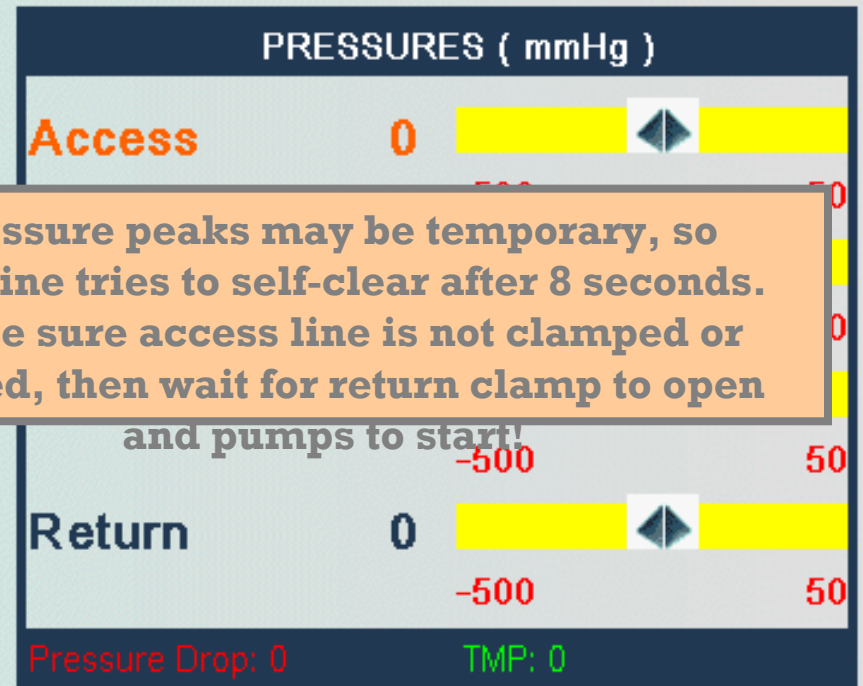 PRESSURES ( mmHg )
Access 0
ssure peaks may be temporary, so
ine tries to self-clear after 8 seconds.
e sure access line is not clamped or
ed, then wait for return clamp to open
and pumps to start!
-500 50
Return 0
-500 50
Pressure Drop: 0 TMP: 0